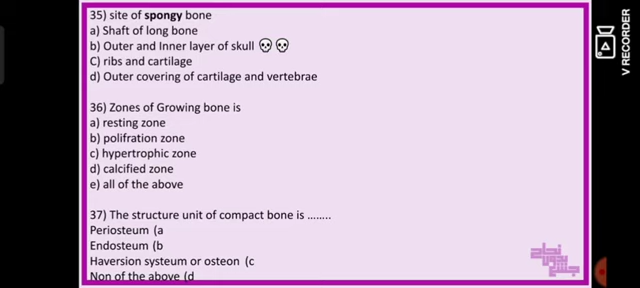 35) site of spongy bone
a) Shaft of long bone
b) Outer and Inner layer of skull 💀 💀
C) ribs and cartilage
d) Outer covering of cartilage and vertebrae
36) Zones of Growing bone is
a) resting zone
b) polifration zone
c) hypertrophic zone
d) calcified zone
e) all of the above
37) The structure unit of compact bone is ........
Periosteum (a
Endosteum (b
Haversion systeum or osteon (c
Non of the above (d
V RECORDER
نجاح
بدون